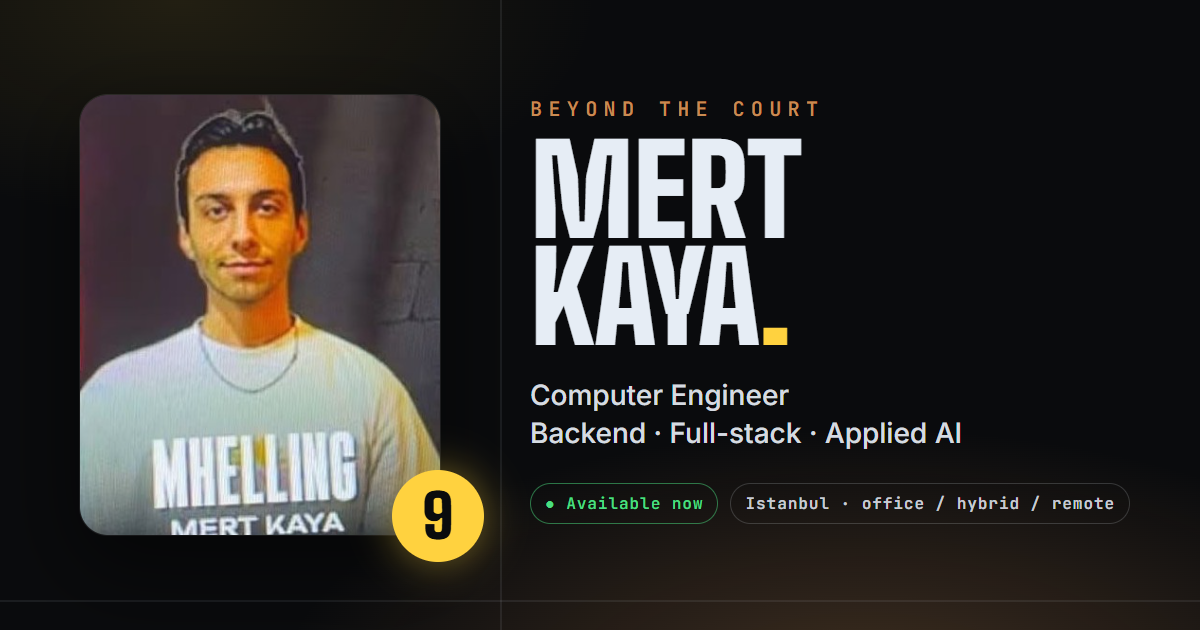 BEYOND THE COURT
MERT
KAYA.
Computer Engineer
Backend · Full-stack · Applied AI
● Available now
Istanbul · office / hybrid / remote
MHELLING
MERT KAYA
9